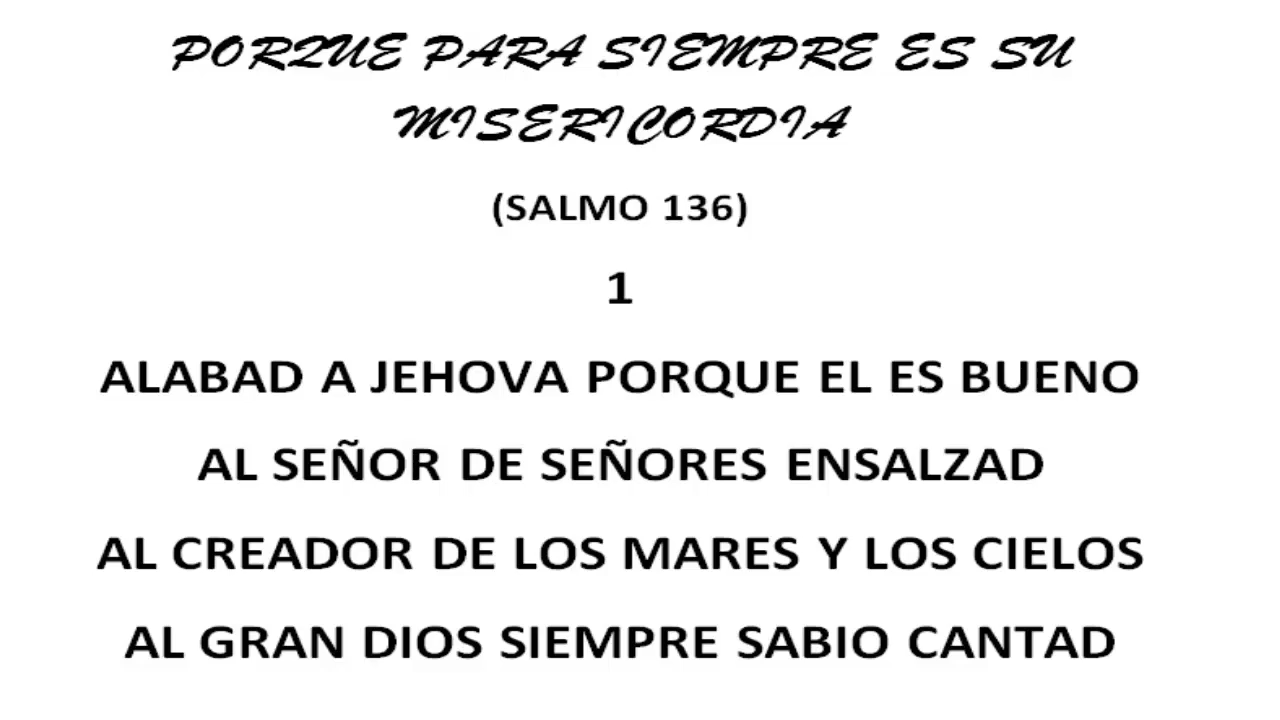 PORQUE PARA SIEMPRE ES SU
MISERICORDIA
(SALMO 136)
1
ALABAD A JEHOVA PORQUE EL ES BUENO
AL SEÑOR DE SEÑORES ENSALZAD
AL CREADOR DE LOS MARES Y LOS CIELOS
AL GRAN DIOS SIEMPRE SABIO CANTAD